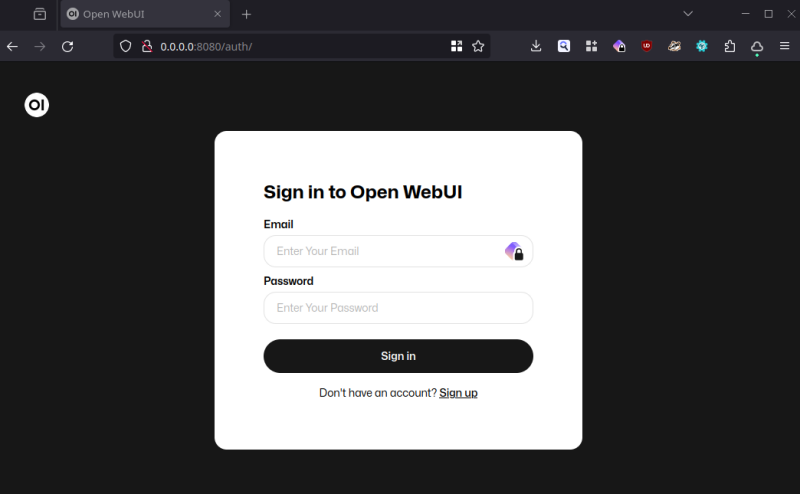 OI Open WebUI
0.0.0.0:8080/auth/
OI
Sign in to Open WebUI
Email
Enter Your Email
Password
Enter Your Password
Sign in
Don't have an account? Sign up